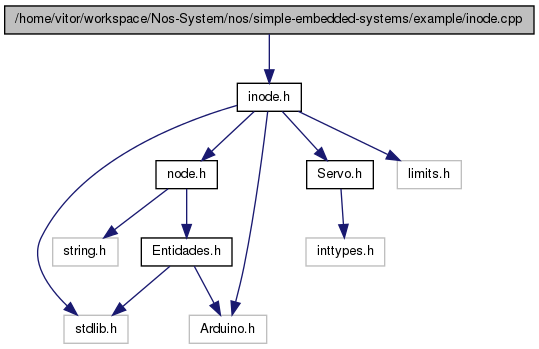 /home/vitor/workspace/Nos-System/nos/simple-embedded-systems/example/inode.cpp
inode.h
node.h
Servo.h
limits.h
string.h
Entidades.h
inttypes.h
stdlib.h
Arduino.h